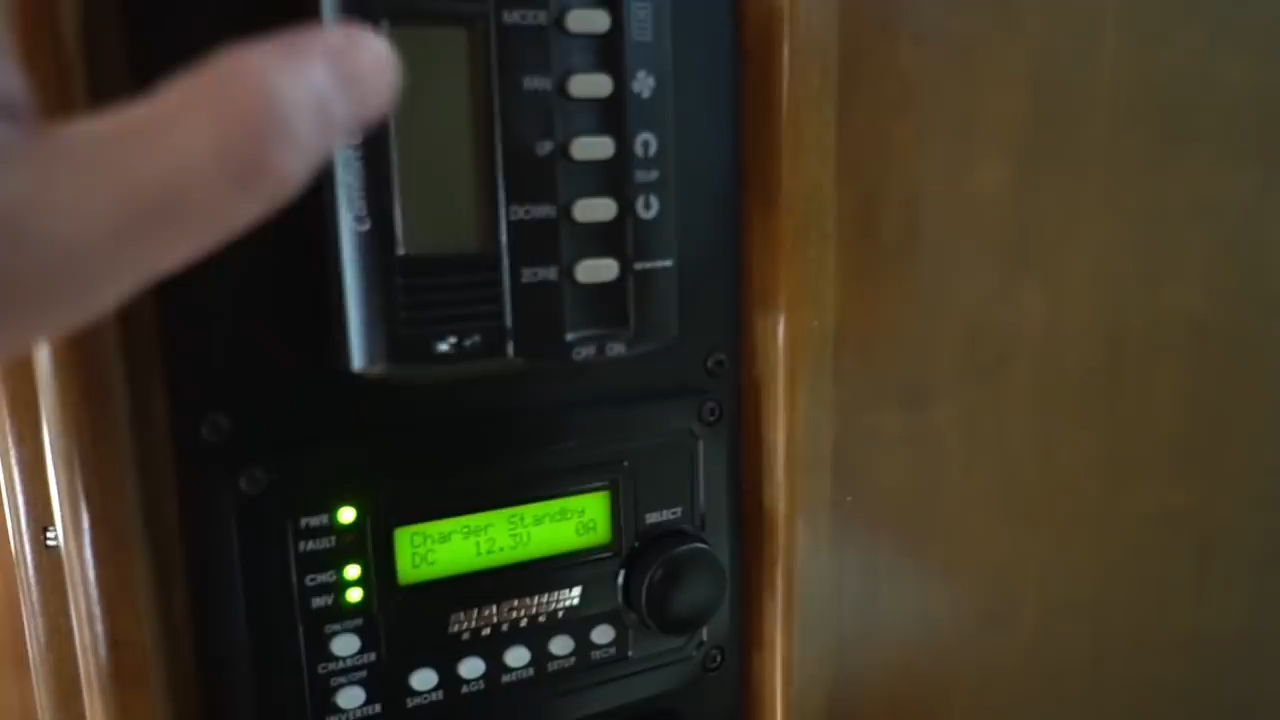 MODE
FAN
UP
TEMP
DOWN
ZONE
OFF ON
PWR
FAULT
CHG
INV
Charger Standby
DC 12.3V 0A
SELECT
MAGNUM
ENERGY
ON/OFF
CHARGER
ON/OFF
INVERTER
SHORE
AGS
METER
SETUP
TECH